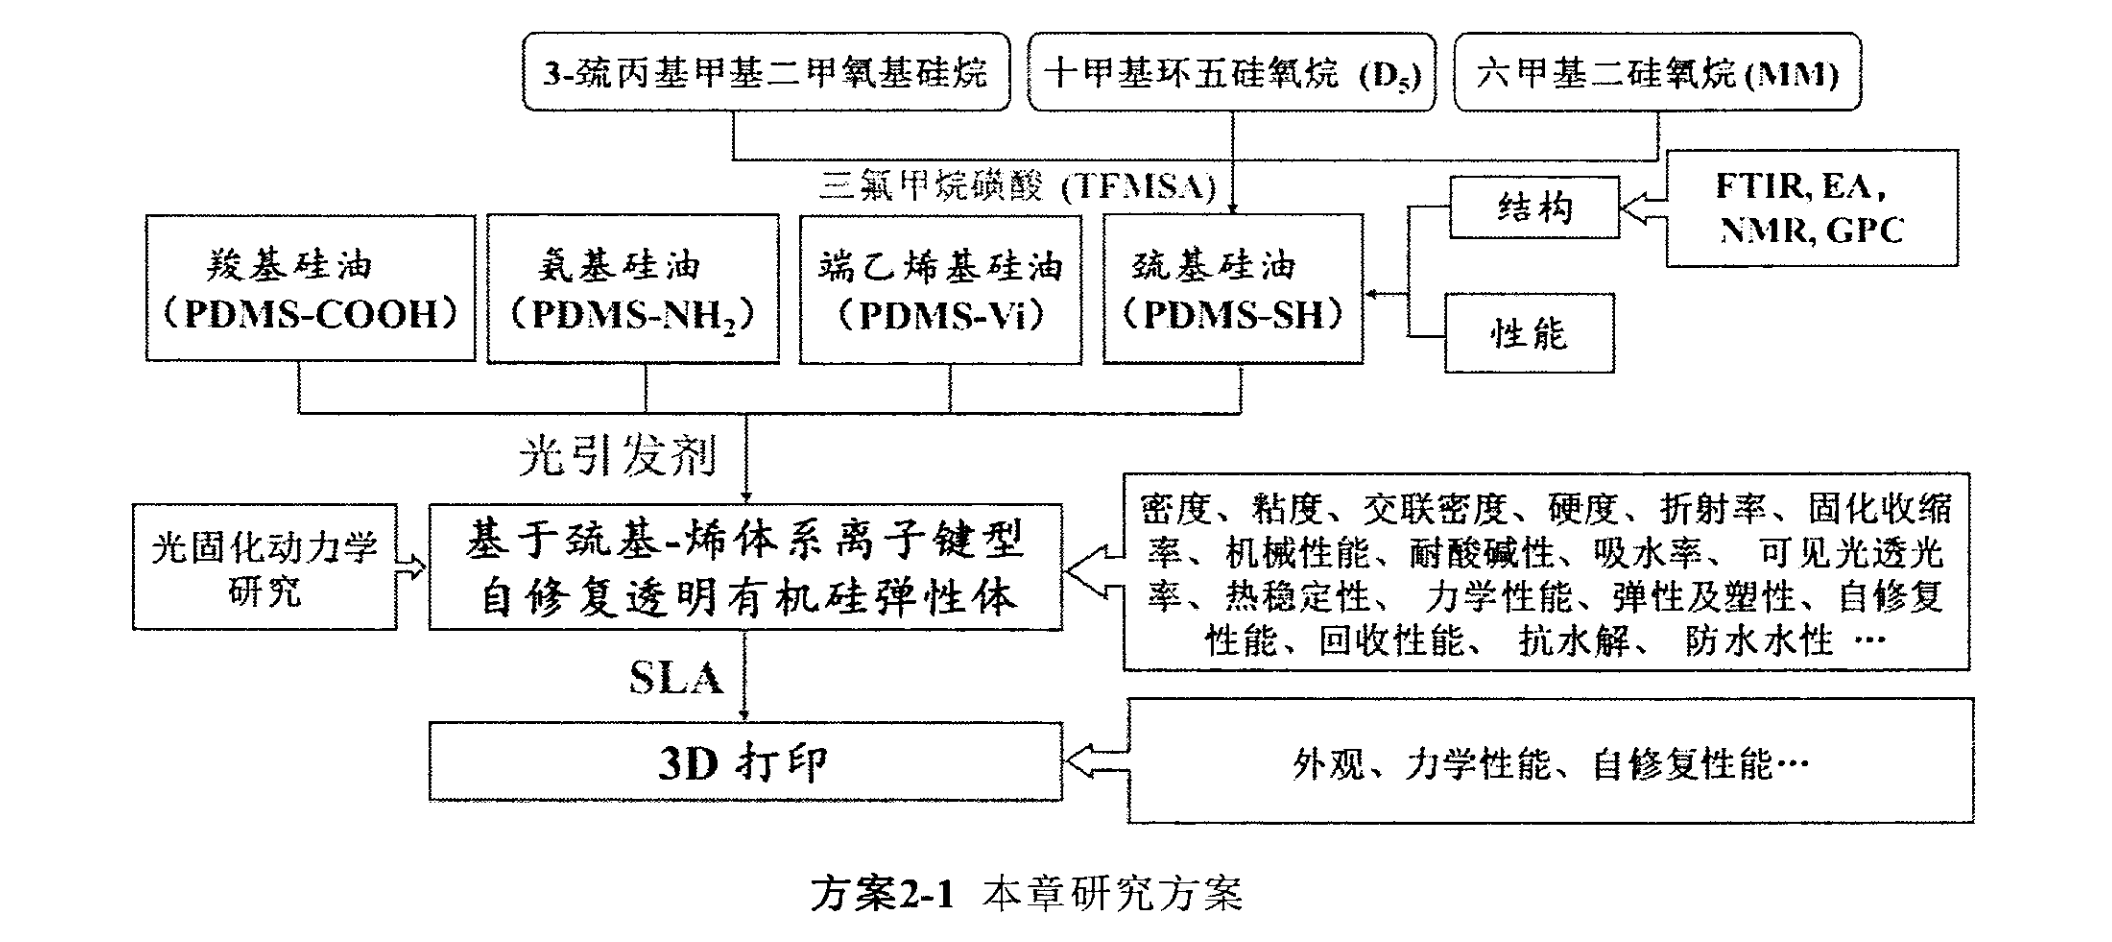 3-巯丙基甲基二甲氧基硅烷
十甲基环五硅氧烷 (D₅)
六甲基二硅氧烷 (MM)
三氟甲烷磺酸 (TFMSA)
结构
FTIR, EA,
NMR, GPC
羧基硅油
（PDMS-COOH）
氨基硅油
（PDMS-NH₂）
端乙烯基硅油
（PDMS-Vi）
巯基硅油
（PDMS-SH）
性能
光引发剂
光固化动力学
研究
基于巯基-烯体系离子键型
自修复透明有机硅弹性体
密度、粘度、交联密度、硬度、折射率、固化收缩
率、机械性能、耐酸碱性、吸水率、 可见光透光
率、热稳定性、 力学性能、弹性及塑性、自修复
性能、回收性能、 抗水解、 防水水性 …
SLA
3D 打印
外观、力学性能、自修复性能…
方案2-1 本章研究方案